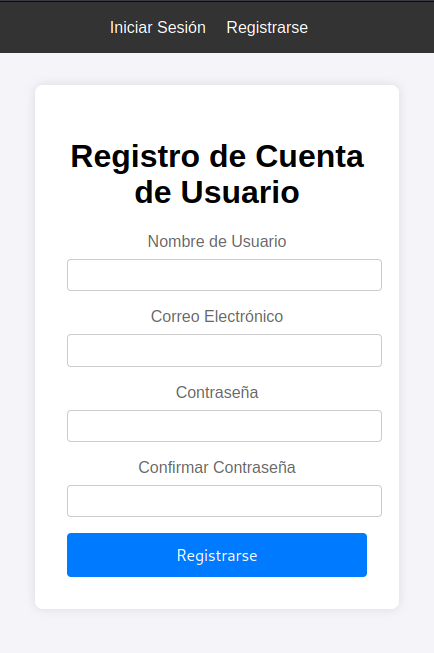 Iniciar Sesión Registrarse
Registro de Cuenta
de Usuario
Nombre de Usuario
Correo Electrónico
Contraseña
Confirmar Contraseña
Registrarse